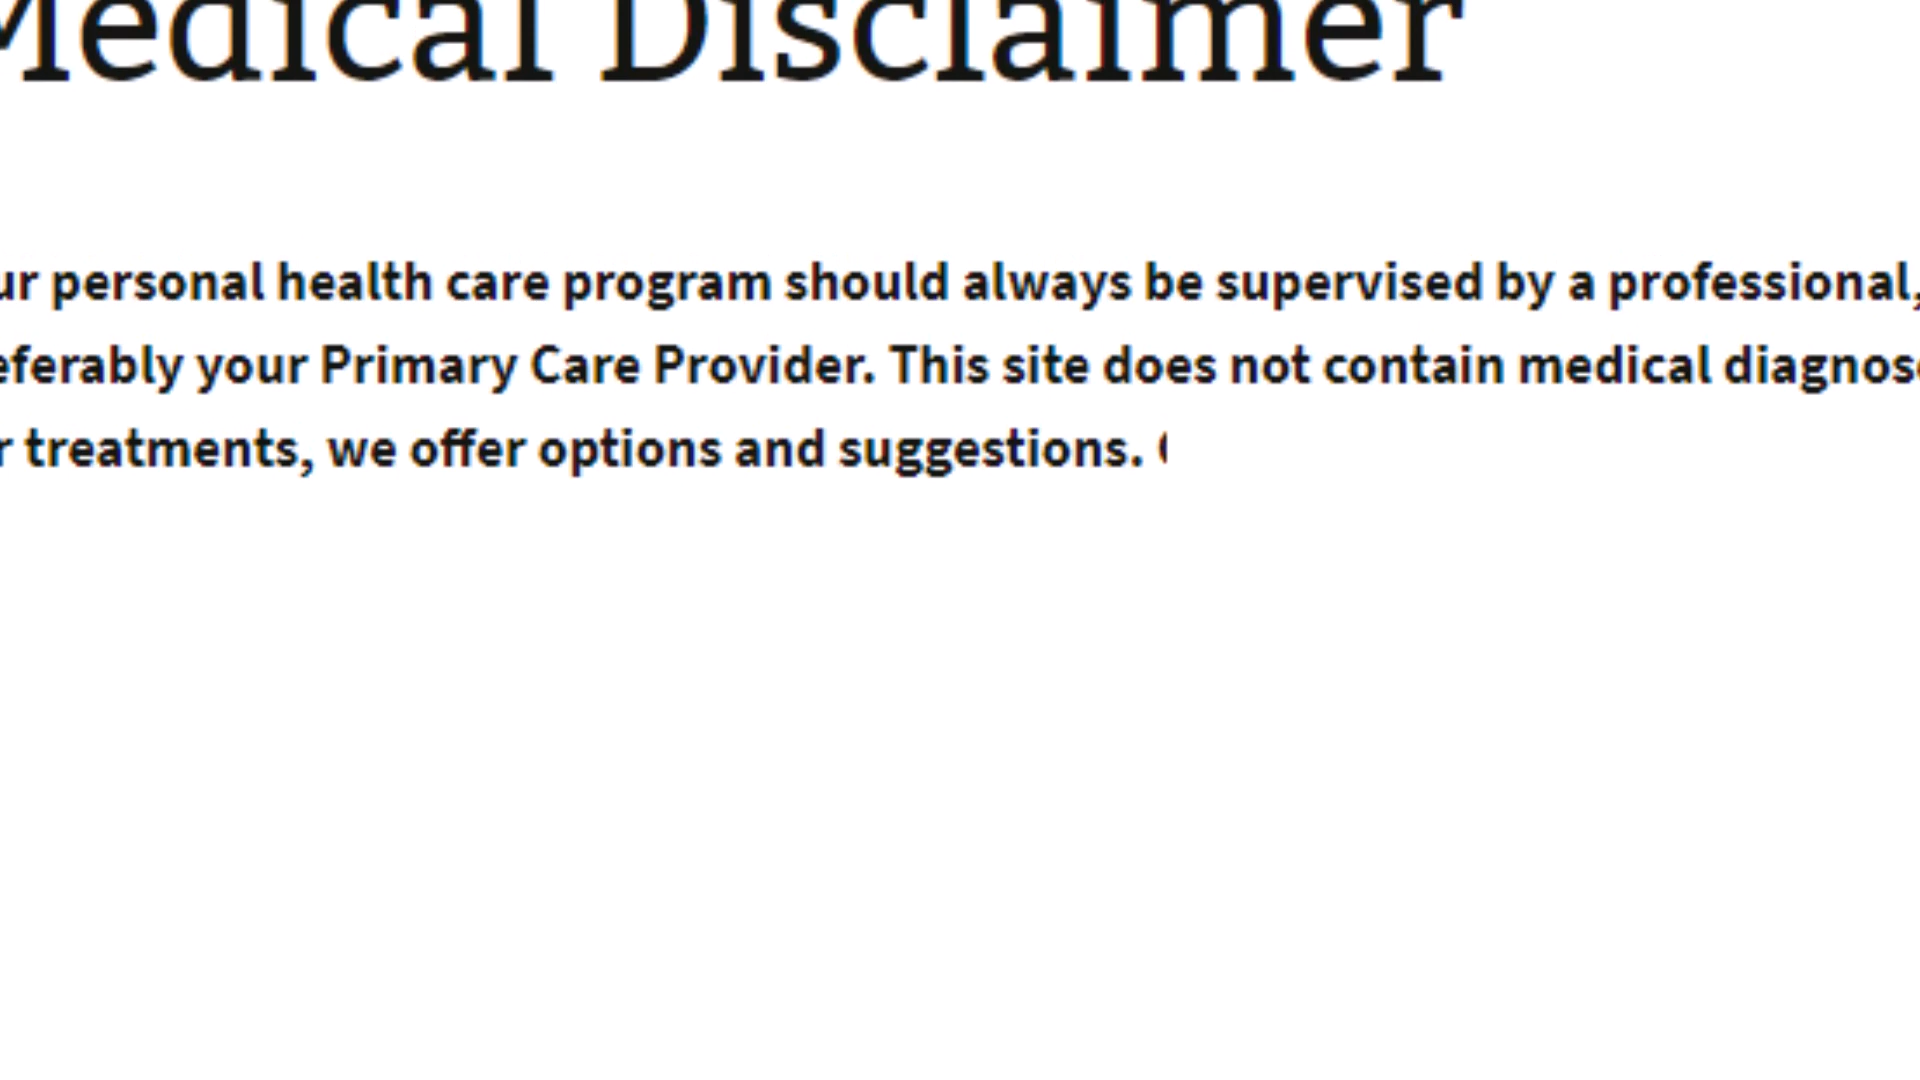 Medical Disclaimer
ur personal health care program should always be supervised by a professional,
eferably your Primary Care Provider. This site does not contain medical diagnose
r treatments, we offer options and suggestions.